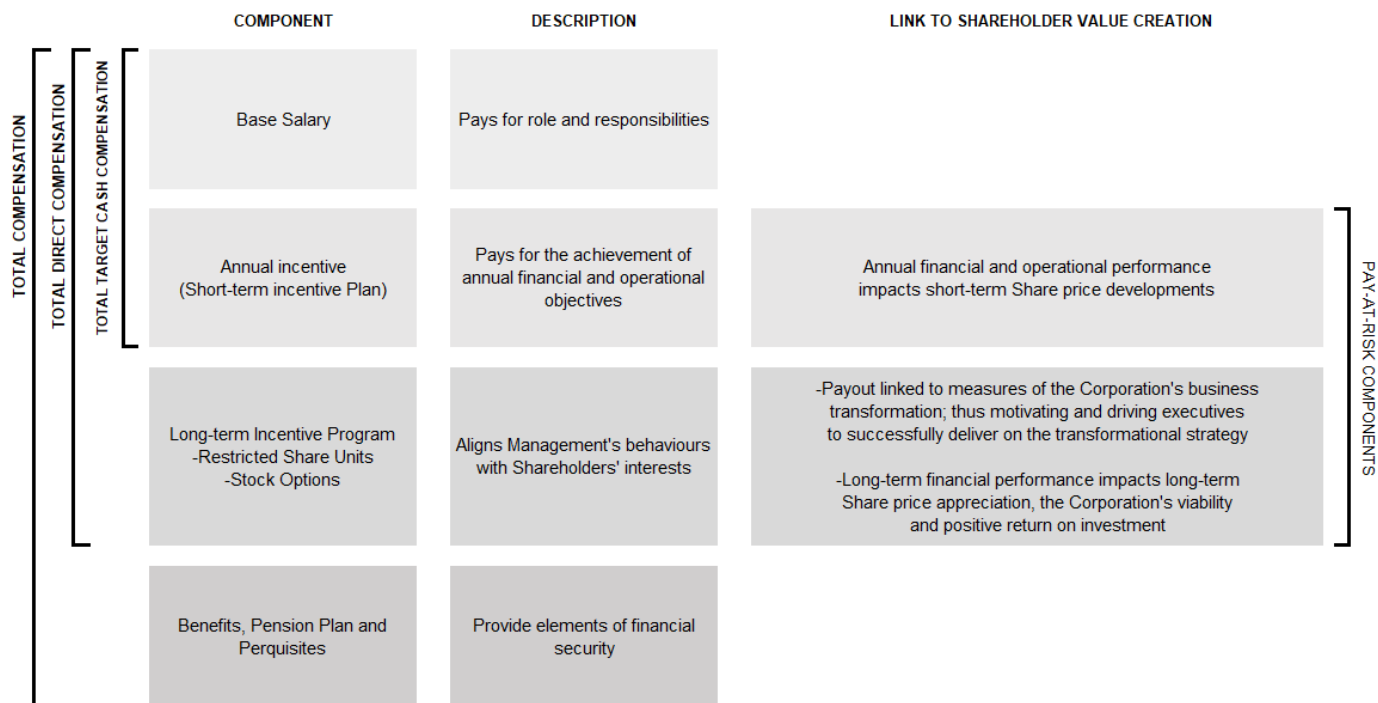 COMPONENT
DESCRIPTION
LINK TO SHAREHOLDER VALUE CREATION
TOTAL COMPENSATION
TOTAL DIRECT COMPENSATION
TOTAL TARGET CASH COMPENSATION
Base Salary
Pays for role and responsibilities
Annual incentive
(Short-term incentive Plan)
Pays for the achievement of
annual financial and operational
objectives
Annual financial and operational performance
impacts short-term Share price developments
PAY-AT-RISK COMPONENTS
Long-term Incentive Program
-Restricted Share Units
-Stock Options
Aligns Management's behaviours
with Shareholders' interests
-Payout linked to measures of the Corporation's business
transformation; thus motivating and driving executives
to successfully deliver on the transformational strategy
-Long-term financial performance impacts long-term
Share price appreciation, the Corporation's viability
and positive return on investment
Benefits, Pension Plan and
Perquisites
Provide elements of financial
security